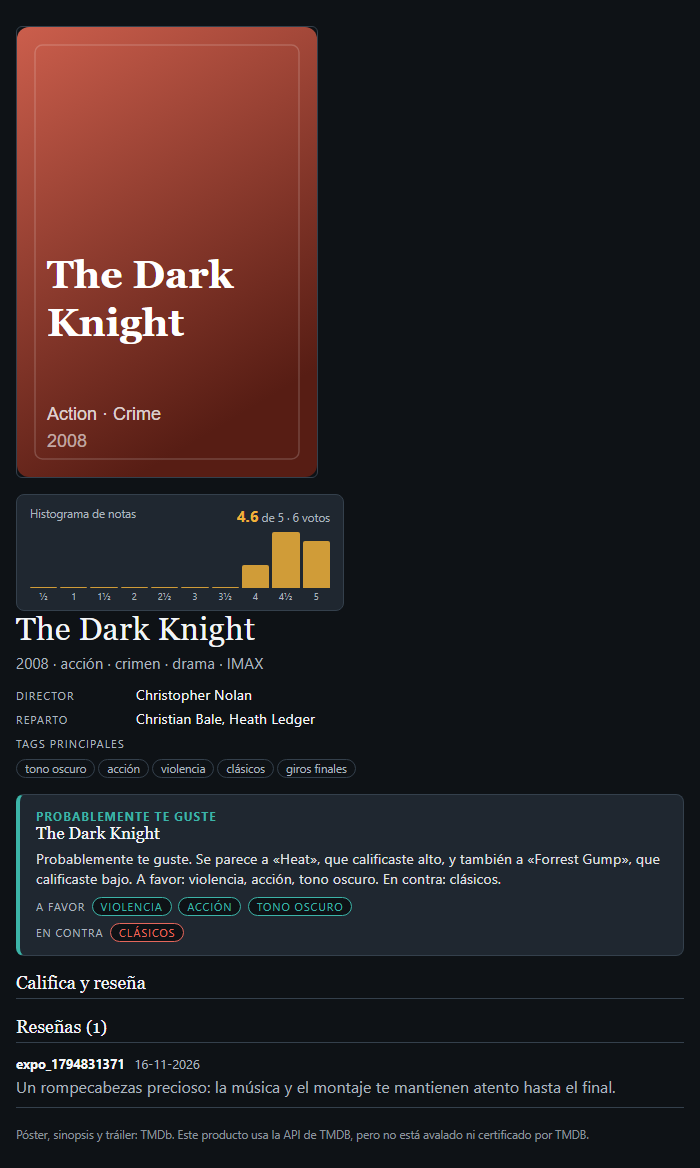 The Dark
Knight
Action · Crime
2008
Histograma de notas
4.6 de 5 · 6 votos
½ 1 1½ 2 2½ 3 3½ 4 4½ 5
The Dark Knight
2008 · acción · crimen · drama · IMAX
DIRECTOR Christopher Nolan
REPARTO Christian Bale, Heath Ledger
TAGS PRINCIPALES
tono oscuro acción violencia clásicos giros finales
PROBABLEMENTE TE GUSTE
The Dark Knight
Probablemente te guste. Se parece a «Heat», que calificaste alto, y también a «Forrest Gump», que
calificaste bajo. A favor: violencia, acción, tono oscuro. En contra: clásicos.
A FAVOR VIOLENCIA ACCIÓN TONO OSCURO
EN CONTRA CLÁSICOS
Califica y reseña
Reseñas (1)
expo_1794831371 16-11-2026
Un rompecabezas precioso: la música y el montaje te mantienen atento hasta el final.
Póster, sinopsis y tráiler: TMDb. Este producto usa la API de TMDB, pero no está avalado ni certificado por TMDB.